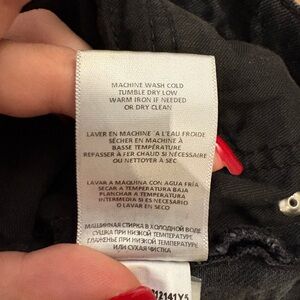 MACHINE WASH COLD
TUMBLE DRY LOW
WARM IRON IF NEEDED
OR DRY CLEAN
LAVER EN MACHINE À L'EAU FROIDE
SÉCHER EN MACHINE À
BASSE TEMPÉRATURE
REPASSER À FER CHAUD SI NÉCESSAIRE
OU NETTOYER À SEC
LAVAR A MAQUINA CON AGUA FRÍA
SECAR A TEMPERATURA BAJA
PLANCHAR A TEMPERATURA
INTERMEDIA SI ES NECESARIO
O LAVAR EN SECO
МАШИННАЯ СТИРКА В ХОЛОДНОЙ ВОДЕ
СУШКА ПРИ НИЗКОЙ ТЕМПЕРАТУРЕ
ГЛАЖЕНЬЕ ПРИ НИЗКОЙ ТЕМПЕРАТУРЕ,
ИЛИ СУХАЯ ЧИСТКА
12141Y5